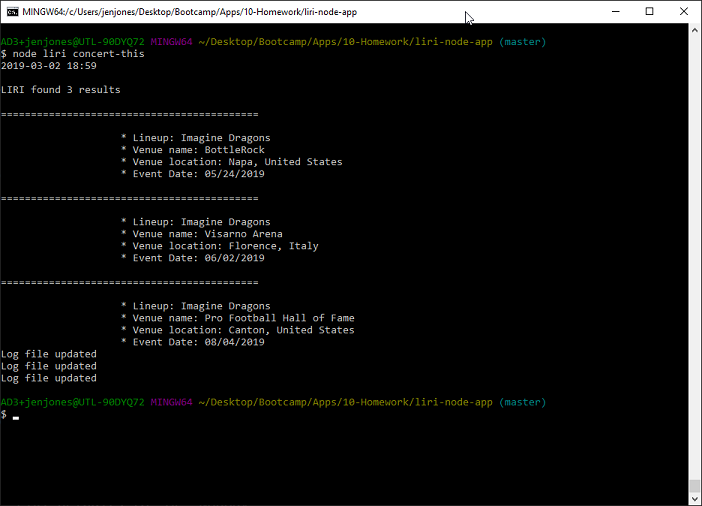 MINGW64:/c/Users/jenjones/Desktop/Bootcamp/Apps/10-Homework/liri-node-app
AD3+jenjones@UTL-90DYQ72 MINGW64 ~/Desktop/Bootcamp/Apps/10-Homework/liri-node-app (master)
$ node liri concert-this
2019-03-02 18:59
LIRI found 3 results
===========================================
* Lineup: Imagine Dragons
* Venue name: BottleRock
* Venue location: Napa, United States
* Event Date: 05/24/2019
===========================================
* Lineup: Imagine Dragons
* Venue name: Visarno Arena
* Venue location: Florence, Italy
* Event Date: 06/02/2019
===========================================
* Lineup: Imagine Dragons
* Venue name: Pro Football Hall of Fame
* Venue location: Canton, United States
* Event Date: 08/04/2019
Log file updated
Log file updated
Log file updated
AD3+jenjones@UTL-90DYQ72 MINGW64 ~/Desktop/Bootcamp/Apps/10-Homework/liri-node-app (master)
$